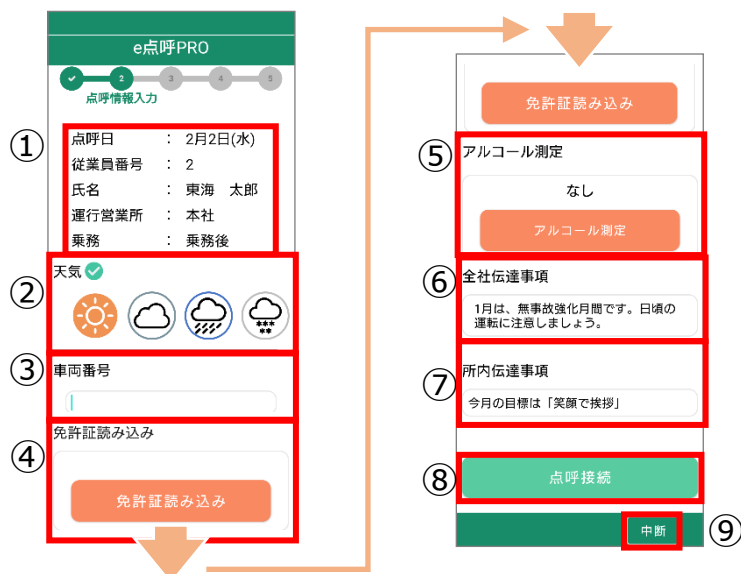 e点呼PRO
2 3 4 5
点呼情報入力
①
点呼日 : 2月2日(水)
従業員番号 : 2
氏名 : 東海 太郎
運行営業所 : 本社
乗務 : 乗務後
②
天気
③
車両番号
④
免許証読み込み
免許証読み込み
免許証読み込み
⑤
アルコール測定
なし
アルコール測定
⑥
全社伝達事項
1月は、無事故強化月間です。日頃の
運転に注意しましょう。
⑦
所内伝達事項
今月の目標は「笑顔で挨拶」
⑧
点呼接続
中断
⑨